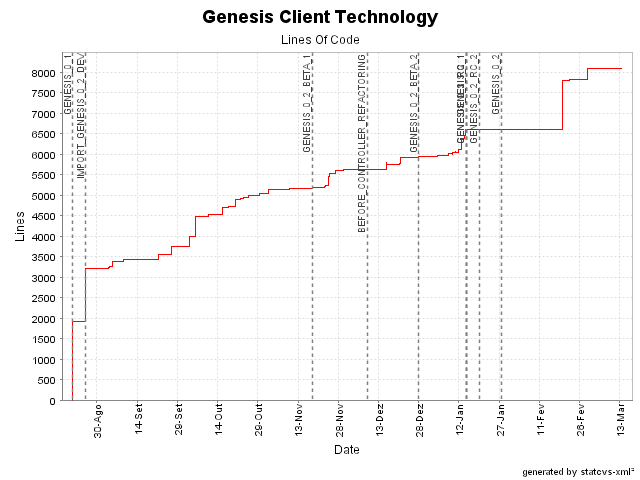 Genesis Client Technology
Lines Of Code
GENESIS_0_1
IMPORT_GENESIS_0_2_DEV
GENESIS_0_2_BETA_1
BEFORE_CONTROLLER_REFACTORING
GENESIS_0_2_BETA_2
GENESIS_0_2_RC_2
GENESIS_0_2
Lines
8000
7500
7000
6500
6000
5500
5000
4500
4000
3500
3000
2500
2000
1500
1000
500
0
30-Ago
14-Set
29-Set
14-Out
29-Out
13-Nov
28-Nov
13-Dez
28-Dez
12-Jan
27-Jan
11-Fev
26-Fev
13-Mar
Date
generated by statcvs-xml²